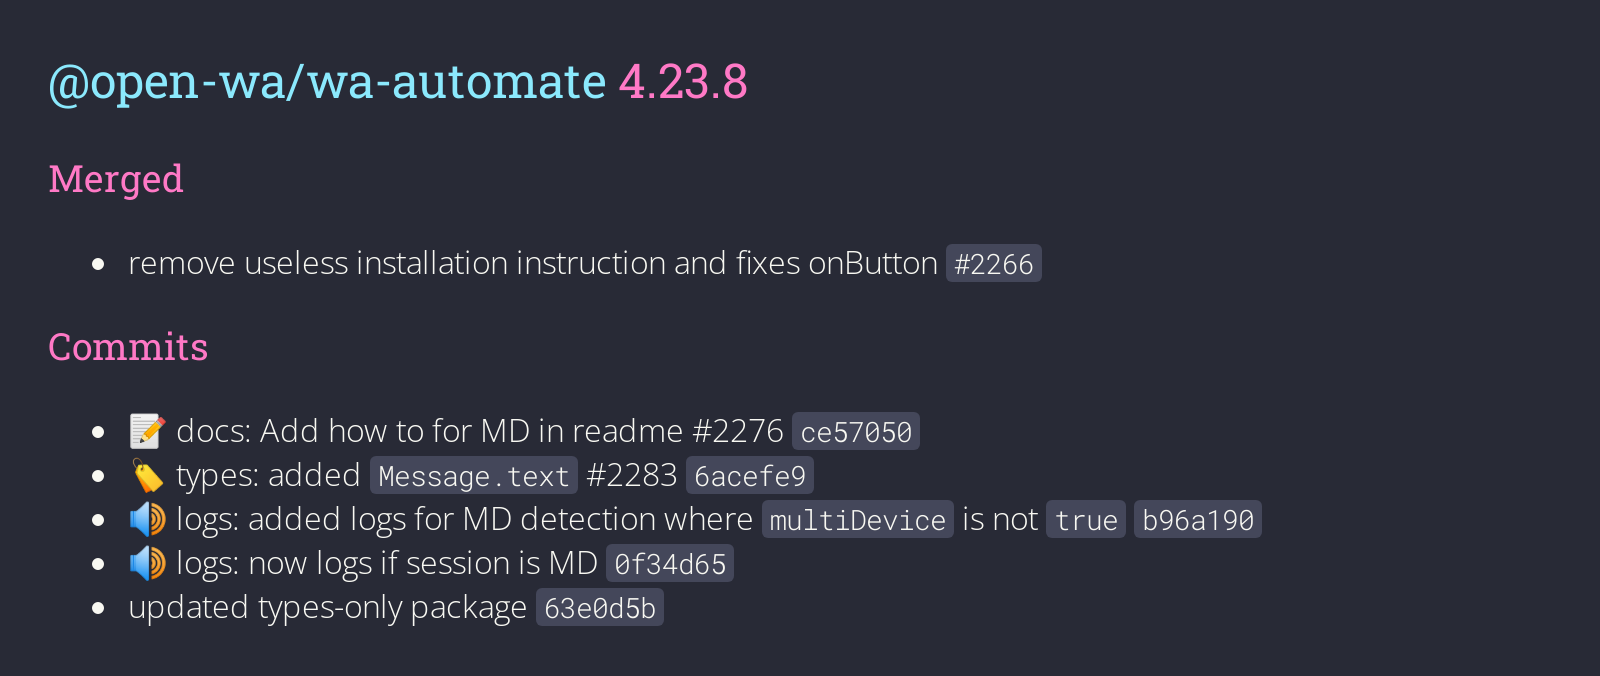 @open-wa/wa-automate 4.23.8
Merged
remove useless installation instruction and fixes onButton #2266
Commits
docs: Add how to for MD in readme #2276 ce57050
types: added Message.text #2283 6acefe9
logs: added logs for MD detection where multiDevice is not true b96a190
logs: now logs if session is MD 0f34d65
updated types-only package 63e0d5b